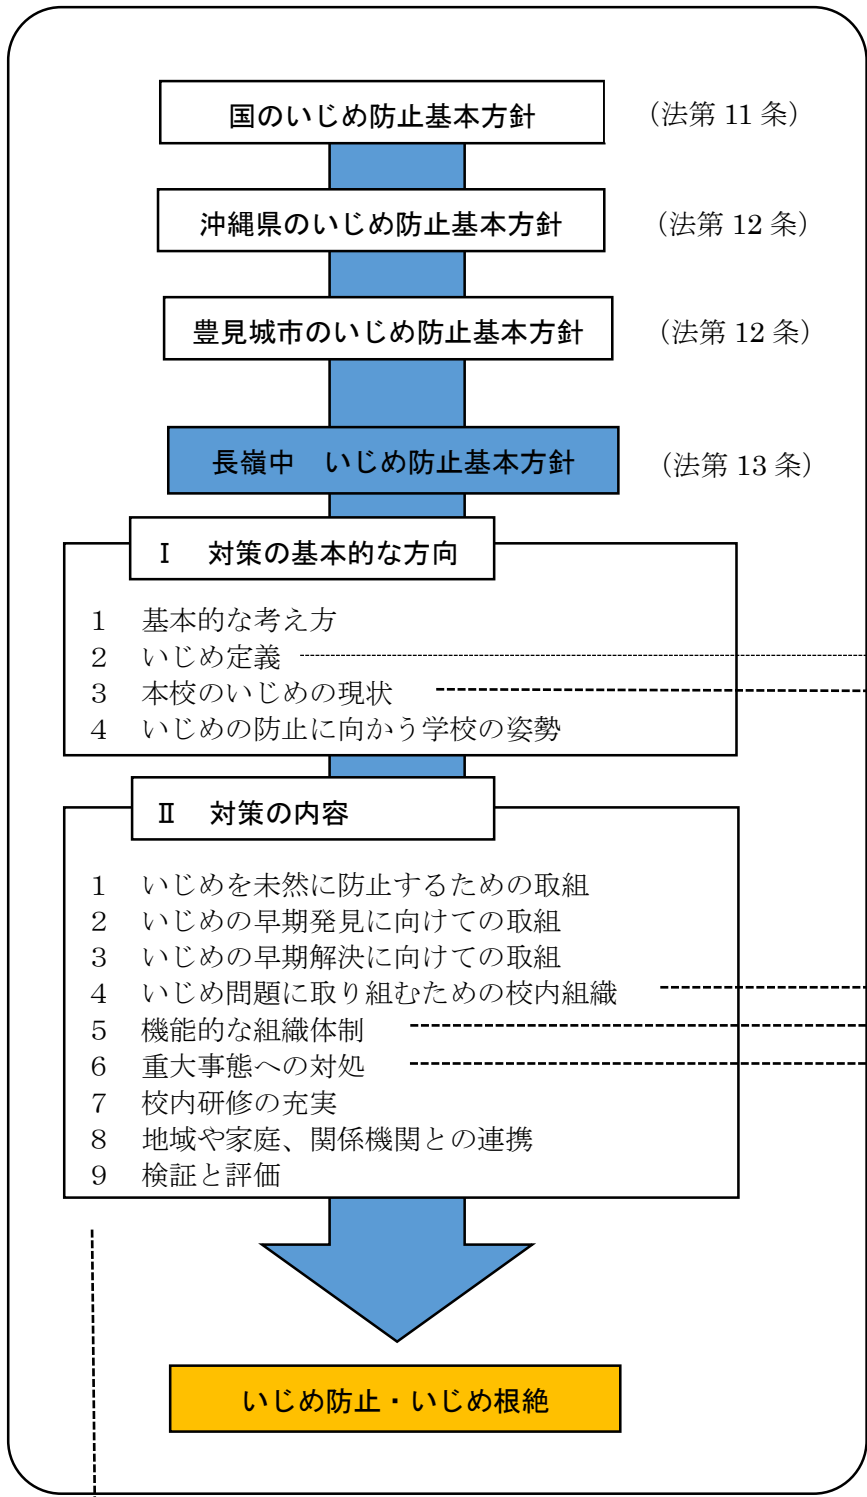 国のいじめ防止基本方針 （法第 11 条）
沖縄県のいじめ防止基本方針 （法第 12 条）
豊見城市のいじめ防止基本方針 （法第 12 条）
長嶺中　いじめ防止基本方針 （法第 13 条）
Ⅰ　対策の基本的な方向
１　基本的な考え方
２　いじめ定義
３　本校のいじめの現状
４　いじめの防止に向かう学校の姿勢
Ⅱ　対策の内容
１　いじめを未然に防止するための取組
２　いじめの早期発見に向けての取組
３　いじめの早期解決に向けての取組
４　いじめ問題に取り組むための校内組織
５　機能的な組織体制
６　重大事態への対処
７　校内研修の充実
８　地域や家庭、関係機関との連携
９　検証と評価
いじめ防止・いじめ根絶